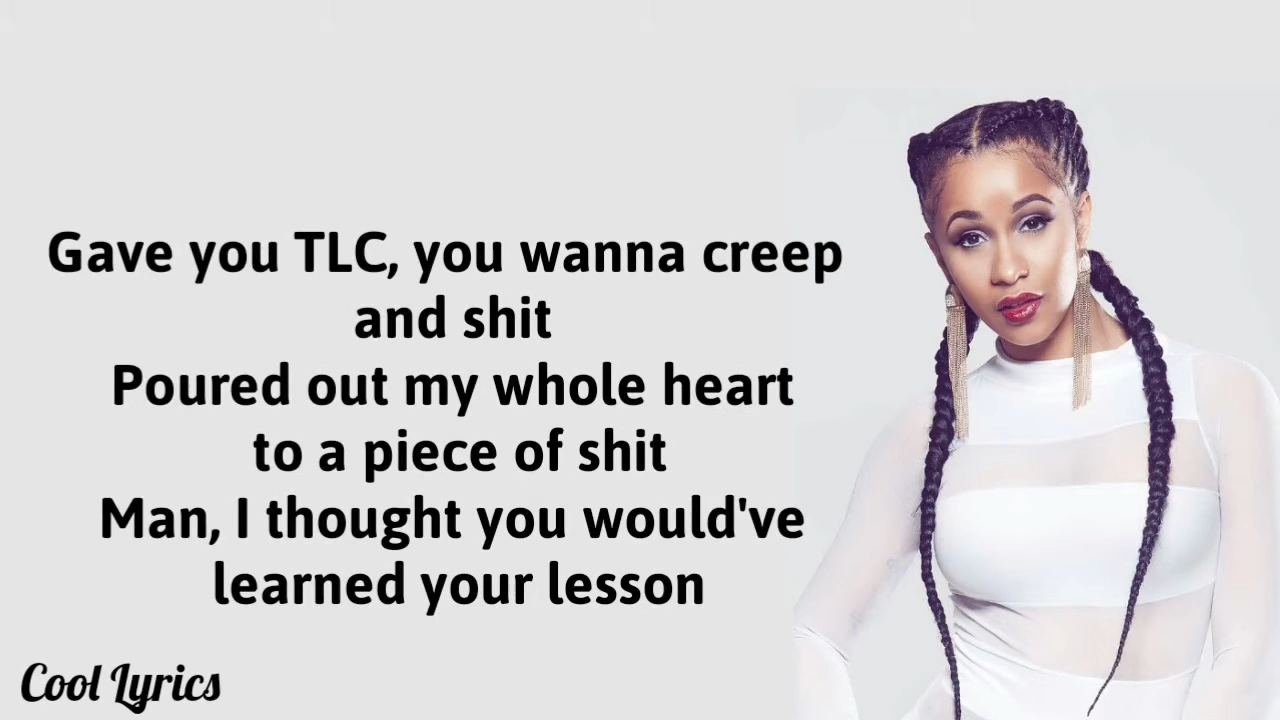 Gave you TLC, you wanna creep
and shit
Poured out my whole heart
to a piece of shit
Man, I thought you would've
learned your lesson
Cool Lyrics